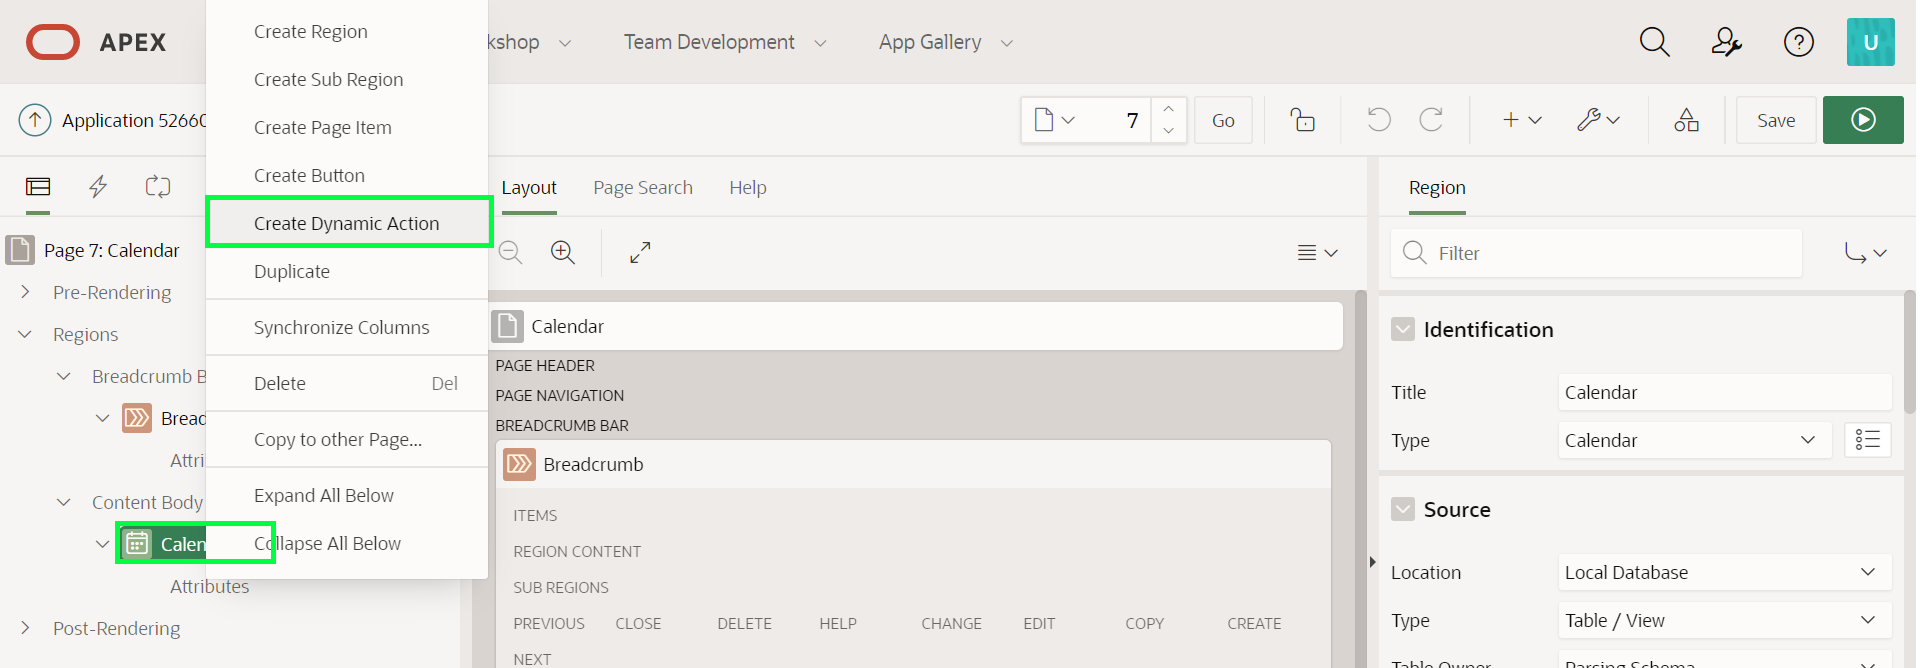 APEX
kshop
Team Development
App Gallery
U
Create Region
Create Sub Region
Create Page Item
Create Button
Create Dynamic Action
Duplicate
Synchronize Columns
Delete Del
Copy to other Page...
Expand All Below
Collapse All Below
Application 52660
7
Go
Save
Page 7: Calendar
Pre-Rendering
Regions
Breadcrumb B
Bread
Attri
Content Body
Calen
Attributes
Post-Rendering
Layout
Page Search
Help
Calendar
PAGE HEADER
PAGE NAVIGATION
BREADCRUMB BAR
Breadcrumb
ITEMS
REGION CONTENT
SUB REGIONS
PREVIOUS CLOSE DELETE HELP CHANGE EDIT COPY CREATE
NEXT
Region
Filter
Identification
Title Calendar
Type Calendar
Source
Location Local Database
Type Table / View
Table Owner Parsing Schema